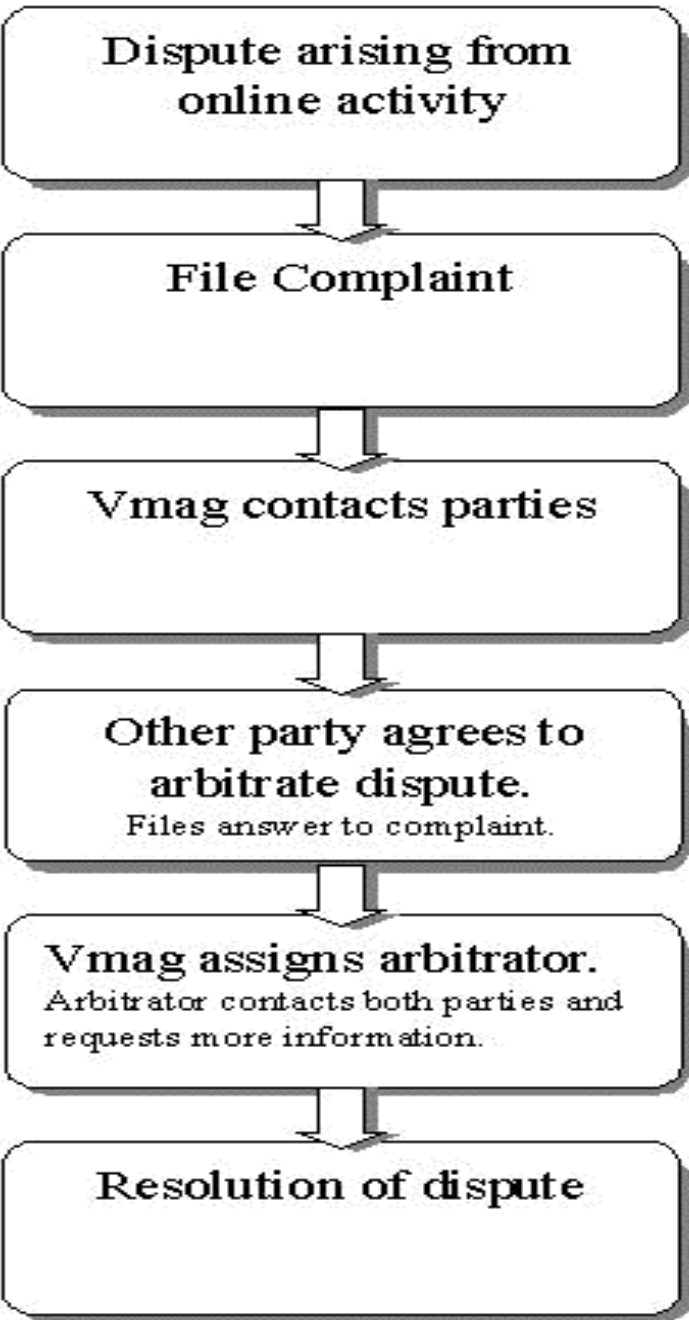 Dispute arising from
online activity
File Complaint
Vmag contacts parties
Other party agrees to
arbitrate dispute.
Files answer to complaint.
Vmag assigns arbitrator.
Arbitrator contacts both parties and
requests more information.
Resolution of dispute